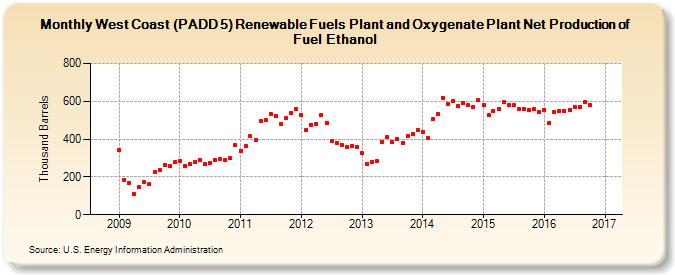 Monthly West Coast (PADD 5) Renewable Fuels Plant and Oxygenate Plant Net Production of
Fuel Ethanol
Thousand Barrels
800
600
400
200
0
2009 2010 2011 2012 2013 2014 2015 2016 2017
Source: U.S. Energy Information Administration